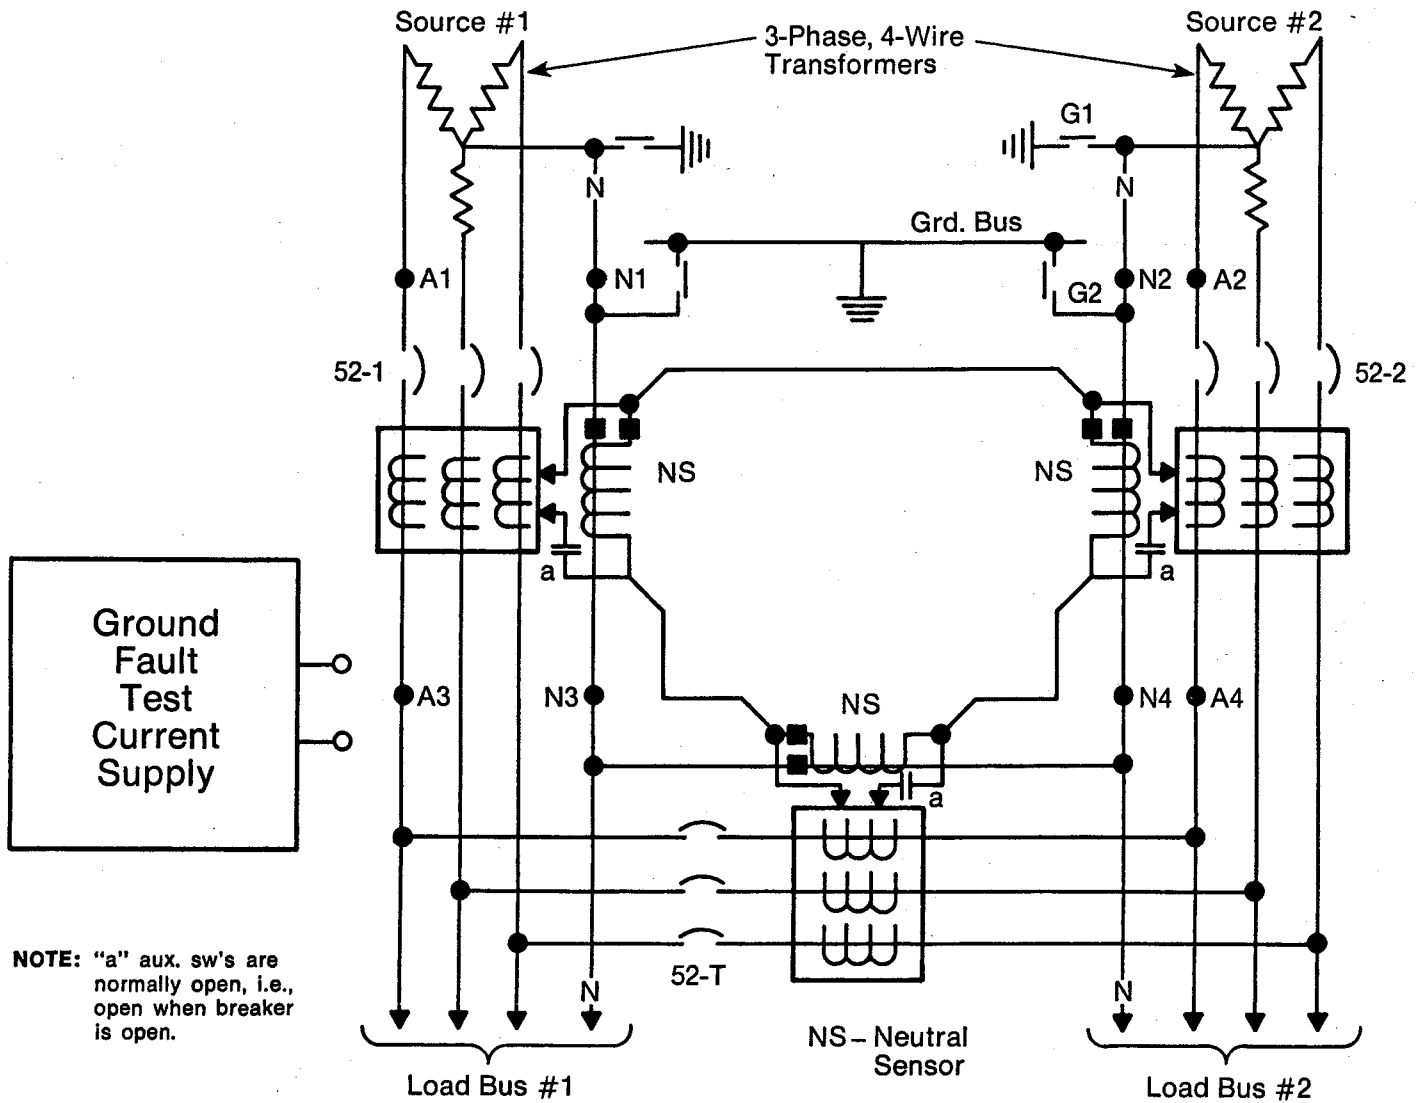 Source #1
3-Phase, 4-Wire
Transformers
Source #2
G1
N
N
Grd. Bus
A1
N1
G2
N2
A2
52-1
52-2
NS
NS
a
a
Ground
Fault
Test
Current
Supply
A3
N3
NS
N4
A4
a
NOTE: "a" aux. sw's are
normally open, i.e.,
open when breaker
is open.
52-T
N
N
NS – Neutral
Sensor
Load Bus #1
Load Bus #2